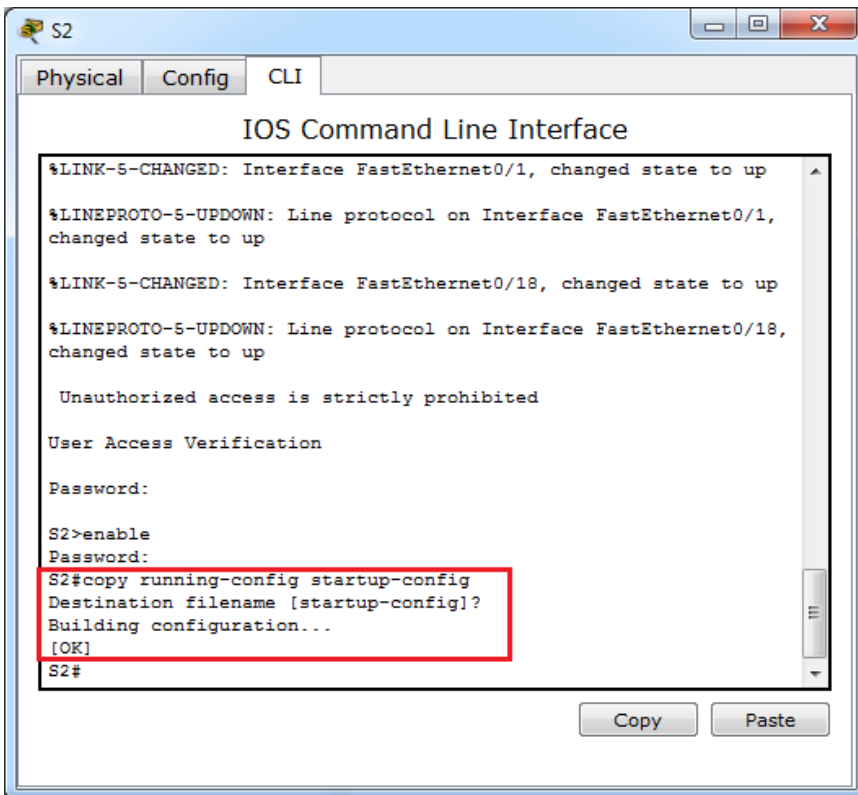 S2
Physical Config CLI
IOS Command Line Interface
%LINK-5-CHANGED: Interface FastEthernet0/1, changed state to up
%LINEPROTO-5-UPDOWN: Line protocol on Interface FastEthernet0/1,
changed state to up
%LINK-5-CHANGED: Interface FastEthernet0/18, changed state to up
%LINEPROTO-5-UPDOWN: Line protocol on Interface FastEthernet0/18,
changed state to up
Unauthorized access is strictly prohibited
User Access Verification
Password:
S2>enable
Password:
S2#copy running-config startup-config
Destination filename [startup-config]?
Building configuration...
[OK]
S2#
Copy Paste